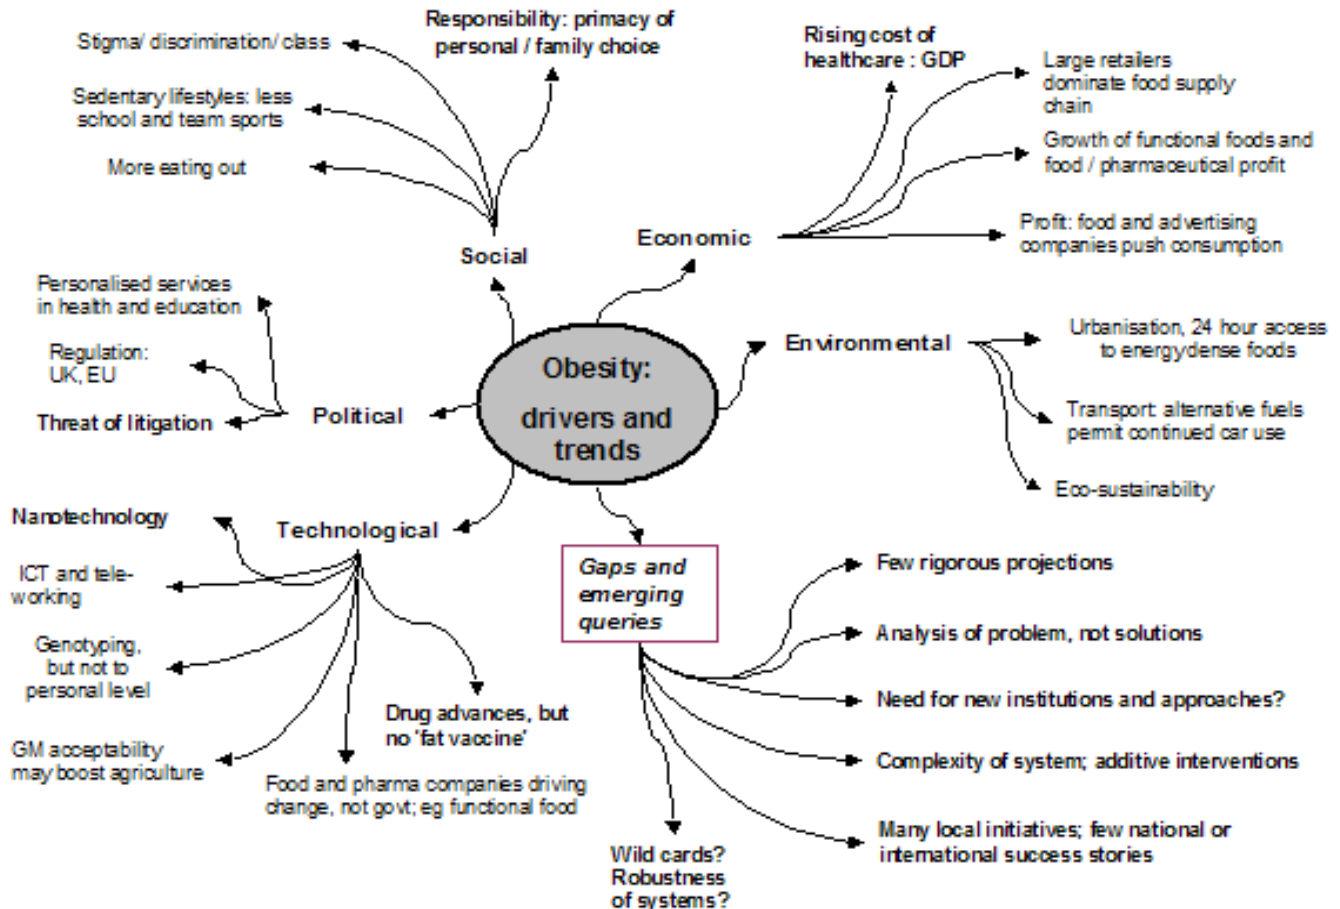 Responsibility: primacy of
personal / family choice
Stigma/ discrimination/ class
Sedentary lifestyles: less
school and team sports
More eating out
Social
Rising cost of
healthcare : GDP
Large retailers
dominate food supply
chain
Growth of functional foods and
food / pharmaceutical profit
Profit: food and advertising
companies push consumption
Economic
Personalised services
in health and education
Regulation:
UK, EU
Threat of litigation
Political
Obesity:
drivers and
trends
Environmental
Urbanisation, 24 hour access
to energydense foods
Transport: alternative fuels
permit continued car use
Eco-sustainability
Nanotechnology
Technological
ICT and tele-
working
Genotyping,
but not to
personal level
GM acceptability
may boost agriculture
Drug advances, but
no 'fat vaccine'
Food and pharma companies driving
change, not govt; eg functional food
Gaps and
emerging
queries
Few rigorous projections
Analysis of problem, not solutions
Need for new institutions and approaches?
Complexity of system; additive interventions
Many local initiatives; few national or
international success stories
Wild cards?
Robustness
of systems?